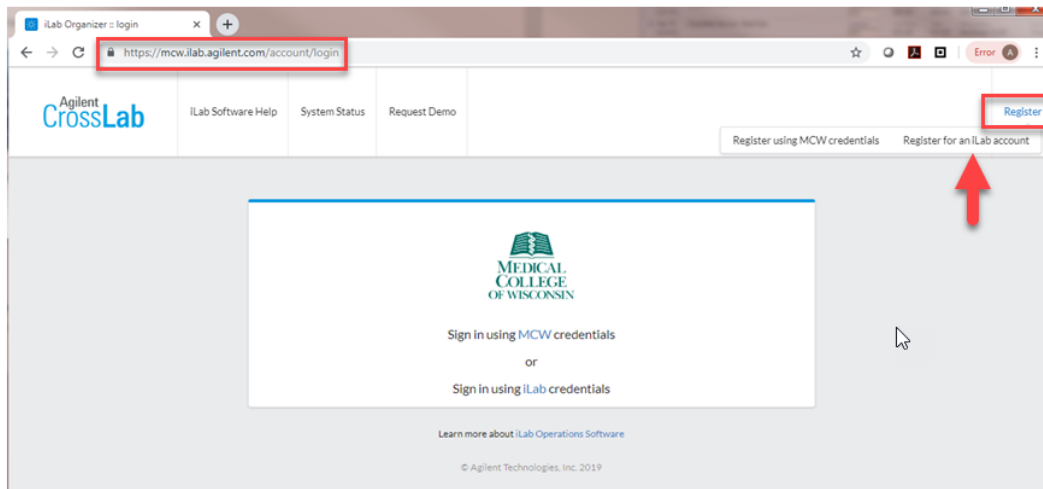 iLab Organizer :: login
https://mcw.ilab.agilent.com/account/login
Error A
Agilent
CrossLab
iLab Software Help
System Status
Request Demo
Register
Register using MCW credentials
Register for an iLab account
MEDICAL
COLLEGE
OF WISCONSIN
Sign in using MCW credentials
or
Sign in using iLab credentials
Learn more about iLab Operations Software
© Agilent Technologies, Inc. 2019